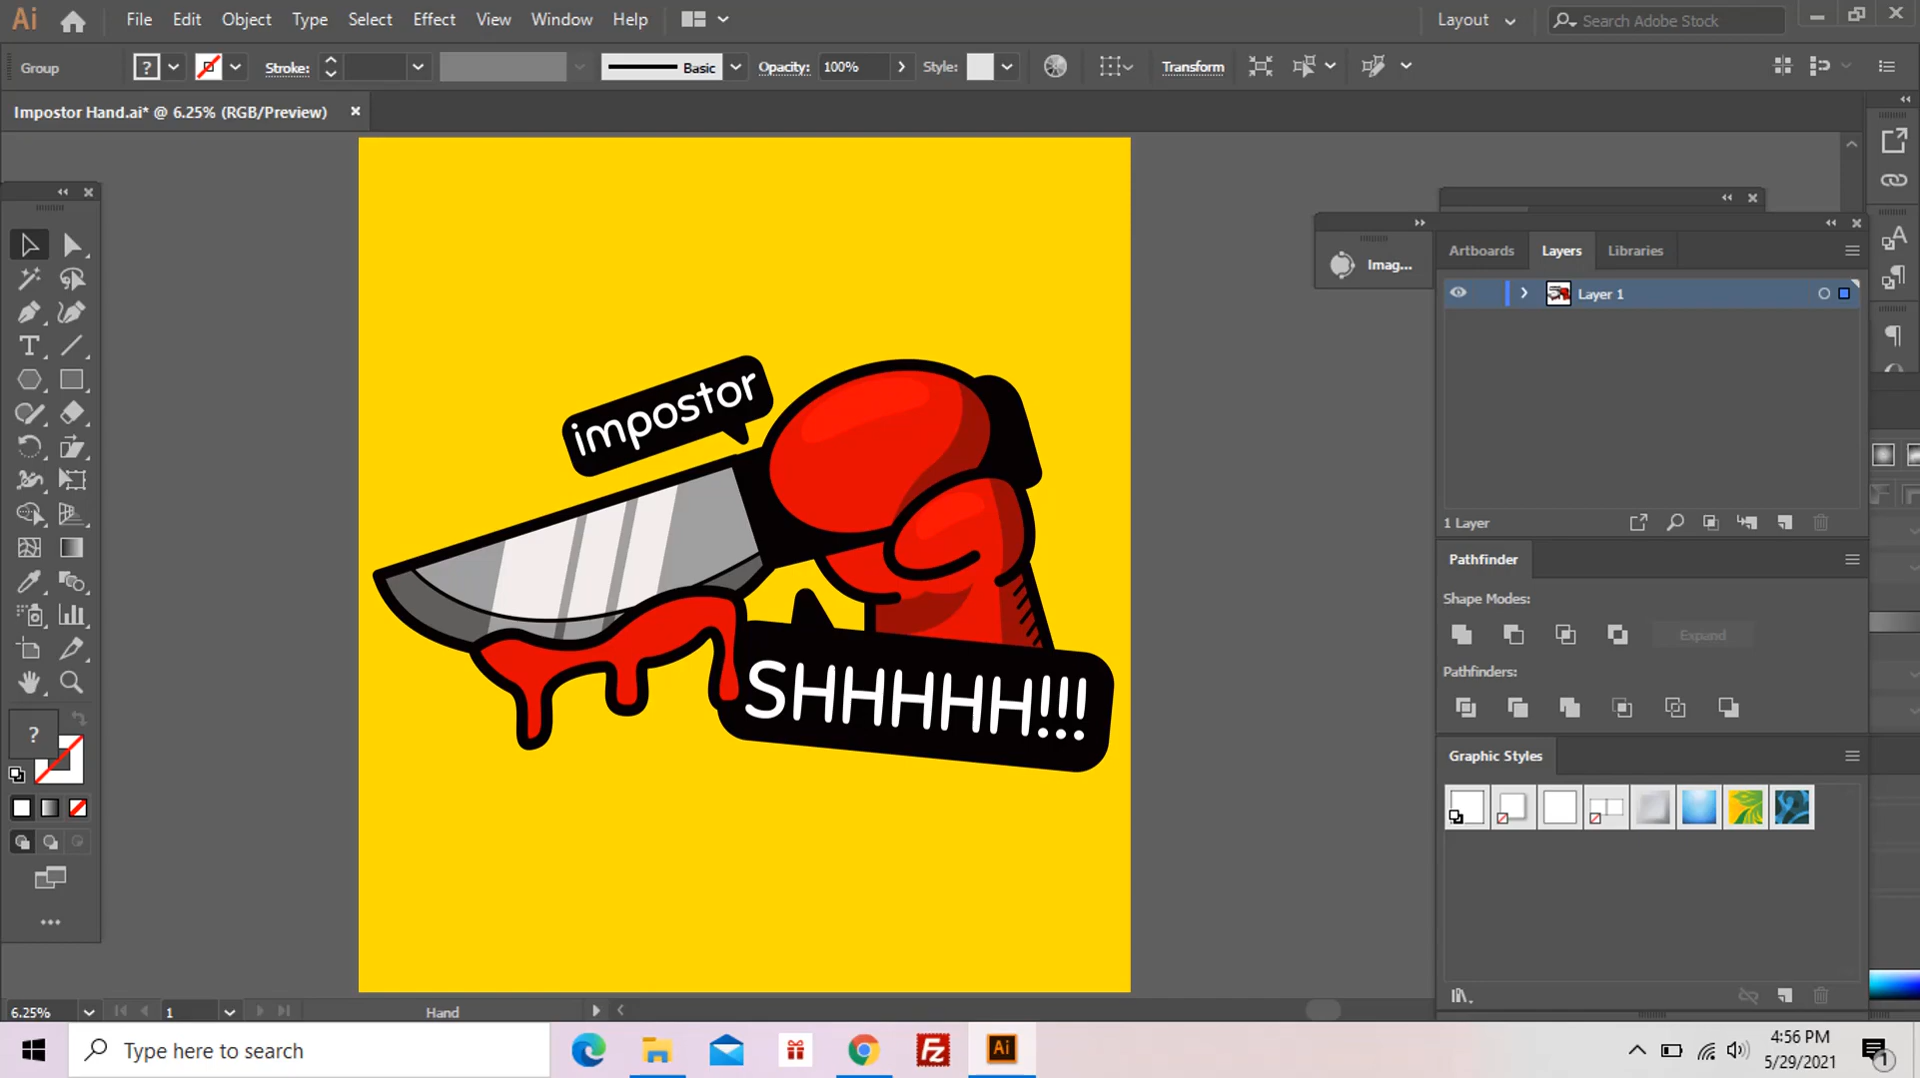 Ai File Edit Object Type Select Effect View Window Help Layout Search Adobe Stock
Group ? Stroke: Basic Opacity: 100% Style: Transform
Impostor Hand.ai* @ 6.25% (RGB/Preview)
Imag...
Artboards Layers Libraries
Layer 1
1 Layer
Pathfinder
Shape Modes:
Expand
Pathfinders:
Graphic Styles
impostor
SHHHHH!!!
?
6.25% 1 Hand
Type here to search
Fz
Ai
4:56 PM
5/29/2021
1